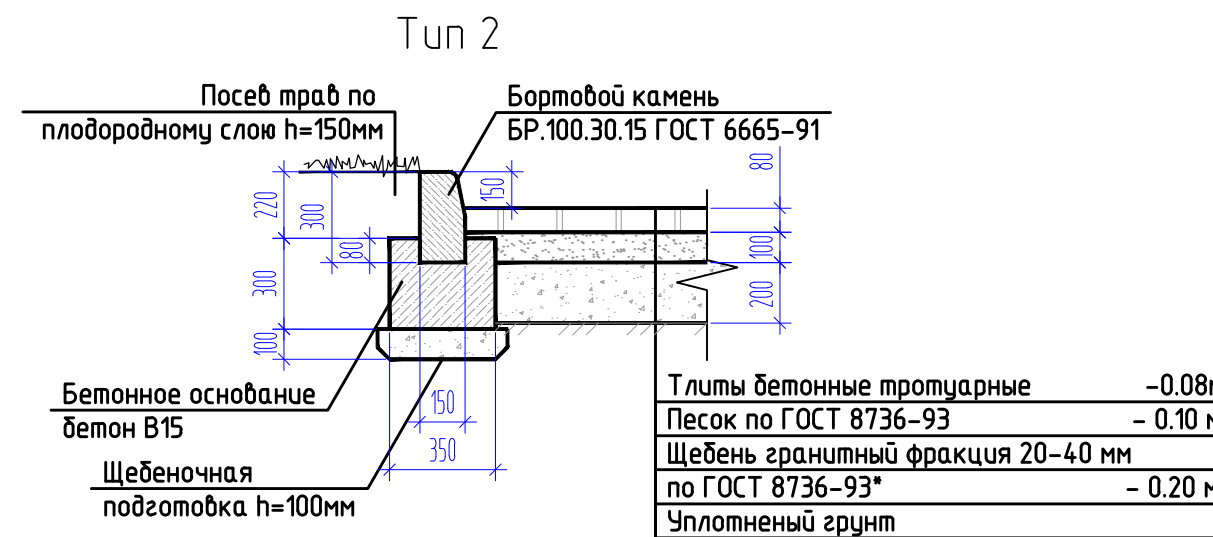 Тип 2
Посев трав по
плодородному слою h=150мм
Бортовой камень
БР.100.30.15 ГОСТ 6665-91
80
150
220
300
80
100
300
200
100
150
350
Бетонное основание
бетон В15
Щебеночная
подготовка h=100мм
Тлиты бетонные тротуарные -0.08м
Песок по ГОСТ 8736-93 - 0.10 м
Щебень гранитный фракция 20-40 мм
по ГОСТ 8736-93* - 0.20 м
Уплотненый грунт